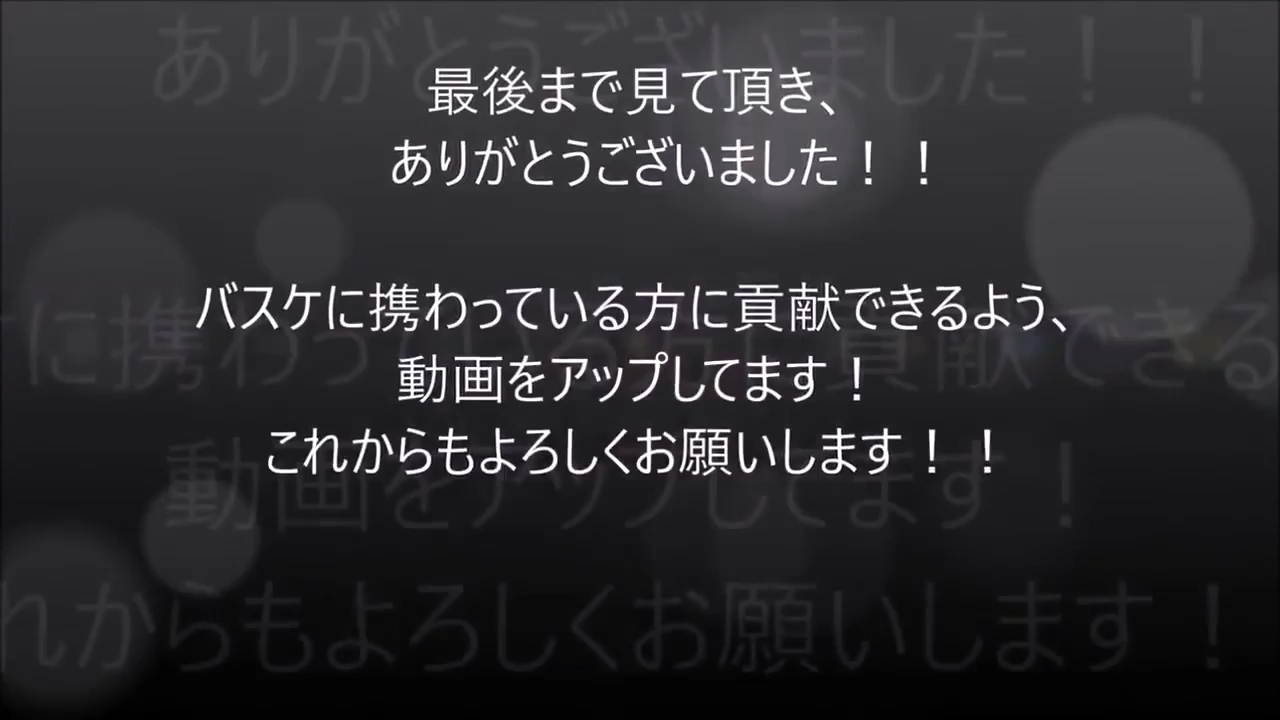 最後まで見て頂き、
ありがとうございました！！
バスケに携わっている方に貢献できるよう、
動画をアップしてます！
これからもよろしくお願いします！！